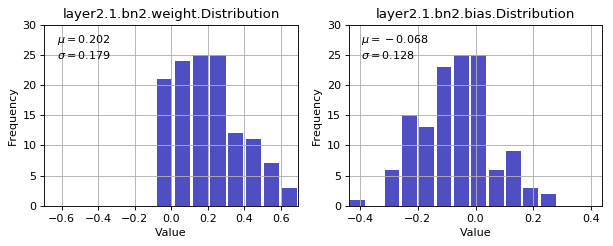 layer2.1.bn2.weight.Distribution
μ = 0.202
σ = 0.179
30
25
20
15
10
5
0
Frequency
−0.6 −0.4 −0.2 0.0 0.2 0.4 0.6
Value
layer2.1.bn2.bias.Distribution
μ = −0.068
σ = 0.128
30
25
20
15
10
5
0
Frequency
−0.4 −0.2 0.0 0.2 0.4
Value